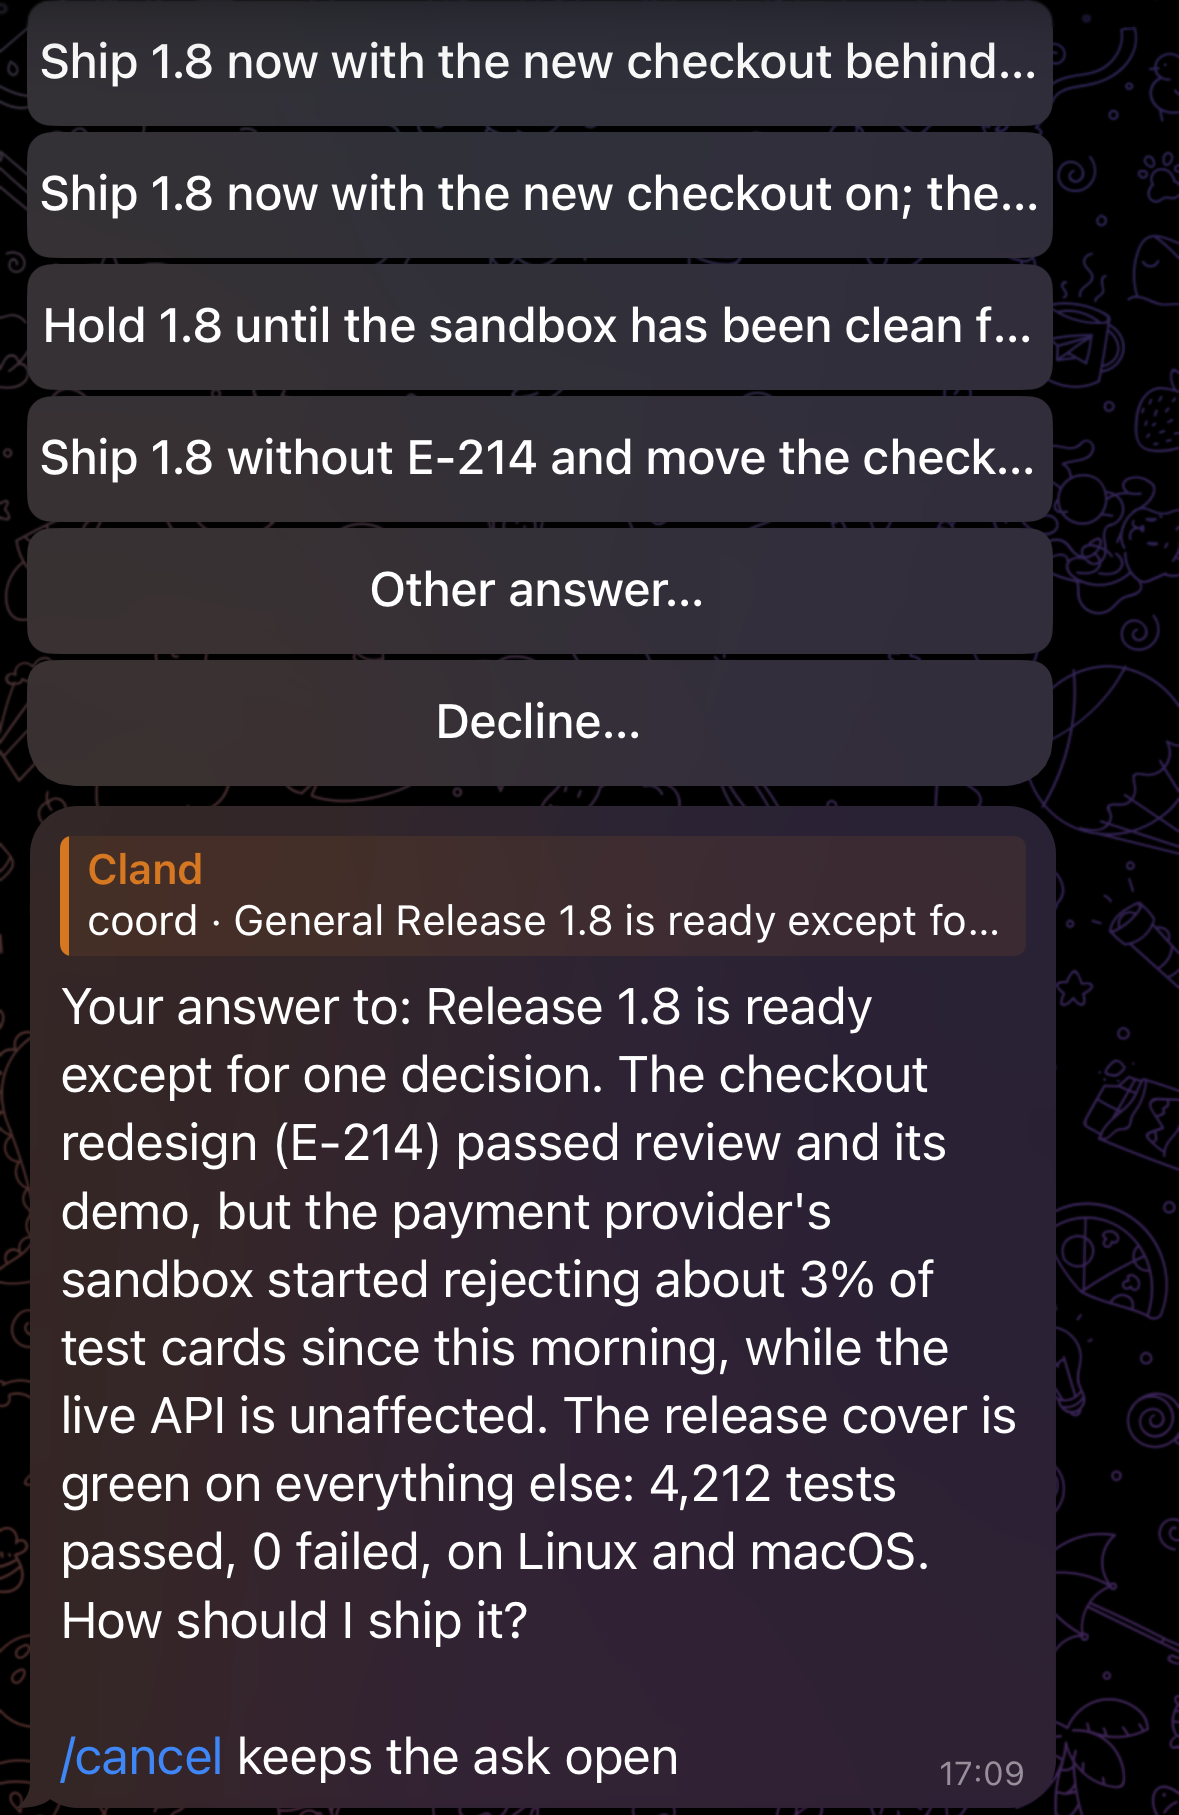 Ship 1.8 now with the new checkout behind...
Ship 1.8 now with the new checkout on; the...
Hold 1.8 until the sandbox has been clean f...
Ship 1.8 without E-214 and move the check...
Other answer...
Decline...
Cland
coord · General Release 1.8 is ready except fo...
Your answer to: Release 1.8 is ready
except for one decision. The checkout
redesign (E-214) passed review and its
demo, but the payment provider's
sandbox started rejecting about 3% of
test cards since this morning, while the
live API is unaffected. The release cover is
green on everything else: 4,212 tests
passed, 0 failed, on Linux and macOS.
How should I ship it?
/cancel keeps the ask open
17:09